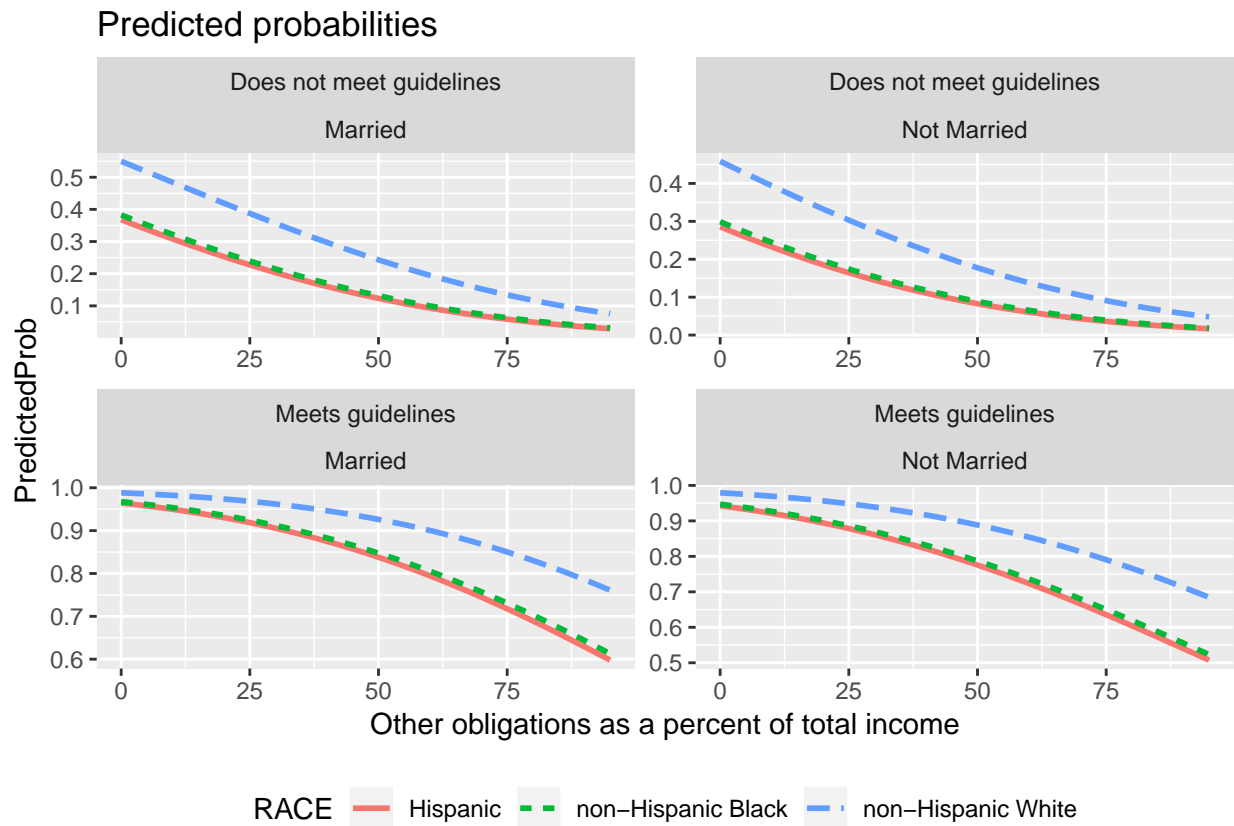 Predicted probabilities
Does not meet guidelines
Married
Does not meet guidelines
Not Married
0.5
0.4
0.3
0.2
0.1
0 25 50 75
0.4
0.3
0.2
0.1
0.0
0 25 50 75
PredictedProb
Meets guidelines
Married
Meets guidelines
Not Married
1.0
0.9
0.8
0.7
0.6
0 25 50 75
1.0
0.9
0.8
0.7
0.6
0.5
0 25 50 75
Other obligations as a percent of total income
RACE Hispanic non−Hispanic Black non−Hispanic White